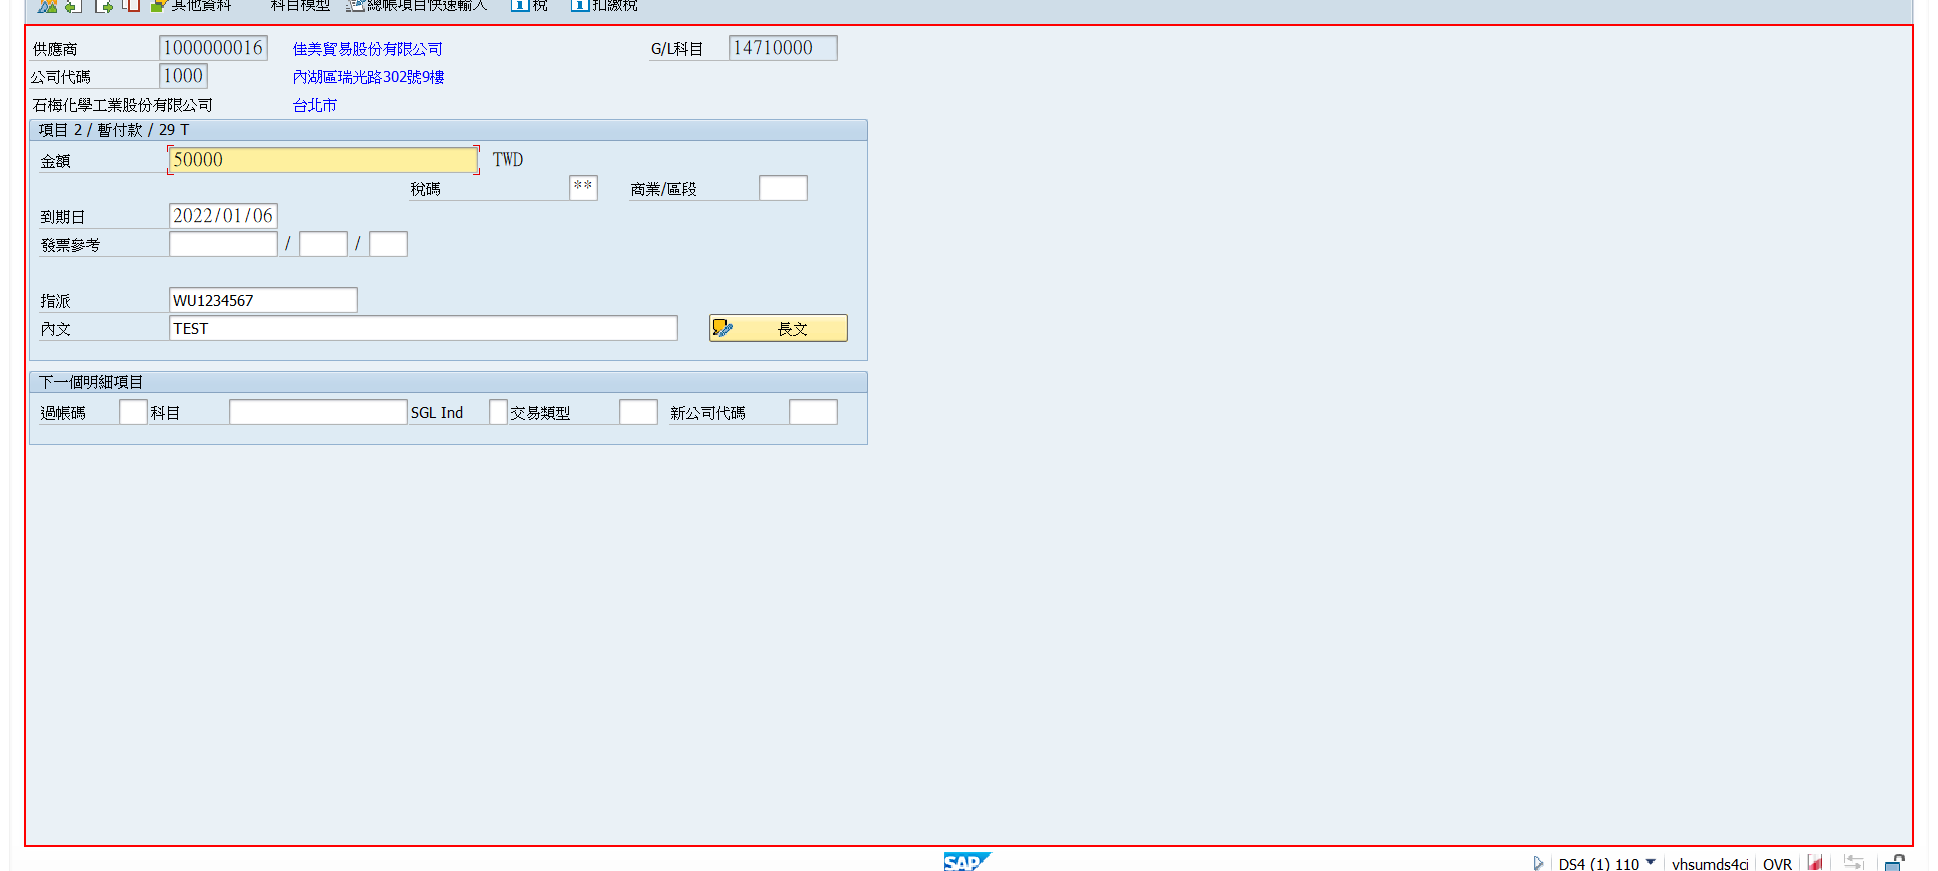 其他資料 科目模型 總帳項目快速輸入 稅 扣繳稅
供應商 1000000016 佳美貿易股份有限公司 G/L科目 14710000
公司代碼 1000 內湖區瑞光路302號9樓
石梅化學工業股份有限公司 台北市
項目 2 / 暫付款 / 29 T
金額 50000 TWD
稅碼 ** 商業/區段
到期日 2022/01/06
發票參考 / /
指派 WU1234567
內文 TEST 長文
下一個明細項目
過帳碼 科目 SGL Ind 交易類型 新公司代碼
SAP DS4 (1) 110 vhsumds4ci OVR